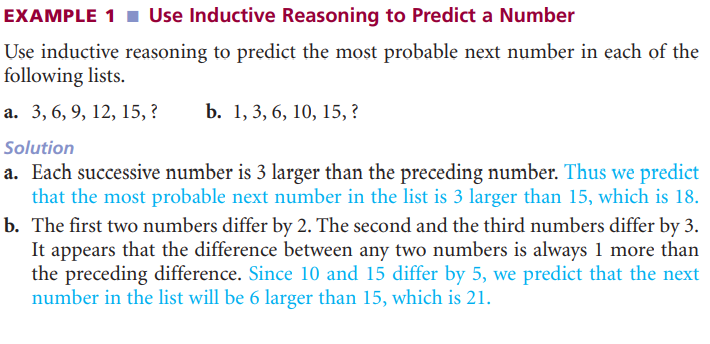 EXAMPLE 1 ■ Use Inductive Reasoning to Predict a Number
Use inductive reasoning to predict the most probable next number in each of the
following lists.
a. 3, 6, 9, 12, 15, ? b. 1, 3, 6, 10, 15, ?
Solution
a. Each successive number is 3 larger than the preceding number. Thus we predict
that the most probable next number in the list is 3 larger than 15, which is 18.
b. The first two numbers differ by 2. The second and the third numbers differ by 3.
It appears that the difference between any two numbers is always 1 more than
the preceding difference. Since 10 and 15 differ by 5, we predict that the next
number in the list will be 6 larger than 15, which is 21.